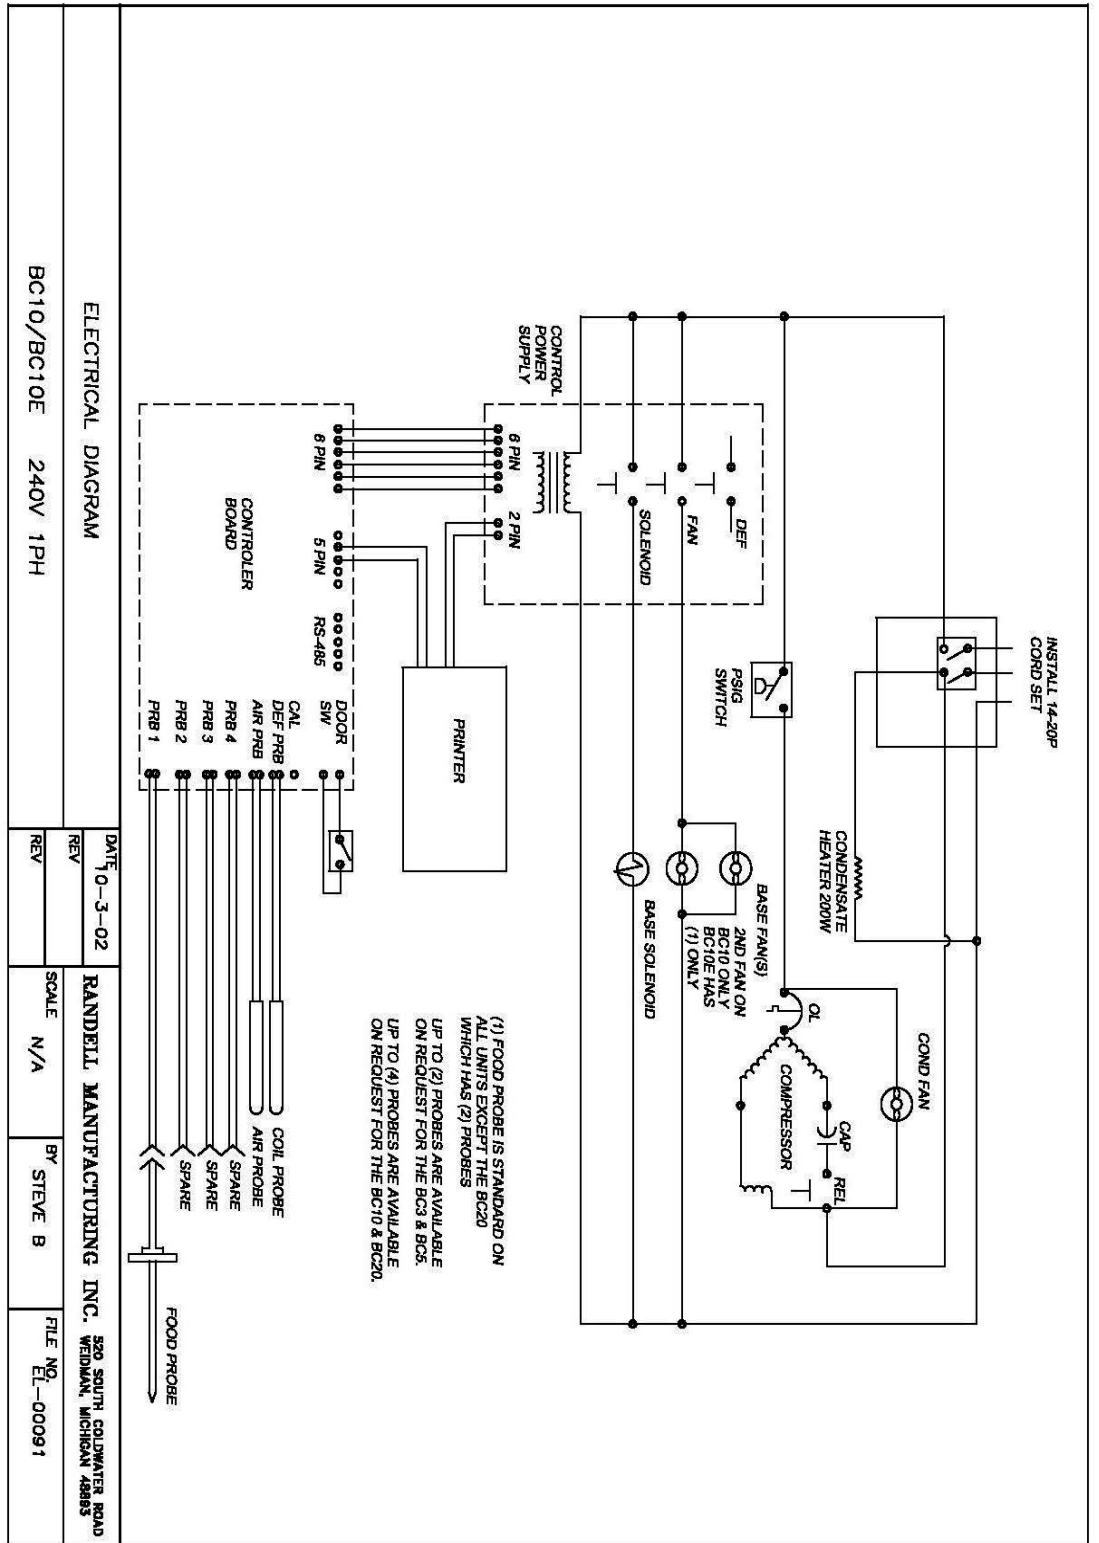 INSTALL 14-20P
CORD SET
CONDENSATE
HEATER 200W
COND FAN
PSIG
SWITCH
OL
CAP
REL
COMPRESSOR
BASE FAN(S)
2ND FAN ON
BC10 ONLY
BC10E HAS
(1) ONLY
BASE SOLENOID
DEF
FAN
SOLENOID
CONTROL
POWER
SUPPLY
6 PIN
2 PIN
PRINTER
6 PIN
5 PIN
RS-485
DOOR
SW
CAL
DEF PRB
AIR PRB
PRB 4
PRB 3
PRB 2
PRB 1
CONTROLER
BOARD
COIL PROBE
AIR PROBE
SPARE
SPARE
SPARE
FOOD PROBE
(1) FOOD PROBE IS STANDARD ON
ALL UNITS EXCEPT THE BC20
WHICH HAS (2) PROBES
UP TO (2) PROBES ARE AVAILABLE
ON REQUEST FOR THE BC3 & BC5.
UP TO (4) PROBES ARE AVAILABLE
ON REQUEST FOR THE BC10 & BC20.
ELECTRICAL DIAGRAM
BC10/BC10E 240V 1PH
DATE 10-3-02
REV
REV
RANDELL MANUFACTURING INC.
520 SOUTH COLDWATER ROAD
WEIDMAN, MICHIGAN 48893
SCALE N/A
BY STEVE B
FILE NO. EL-00091